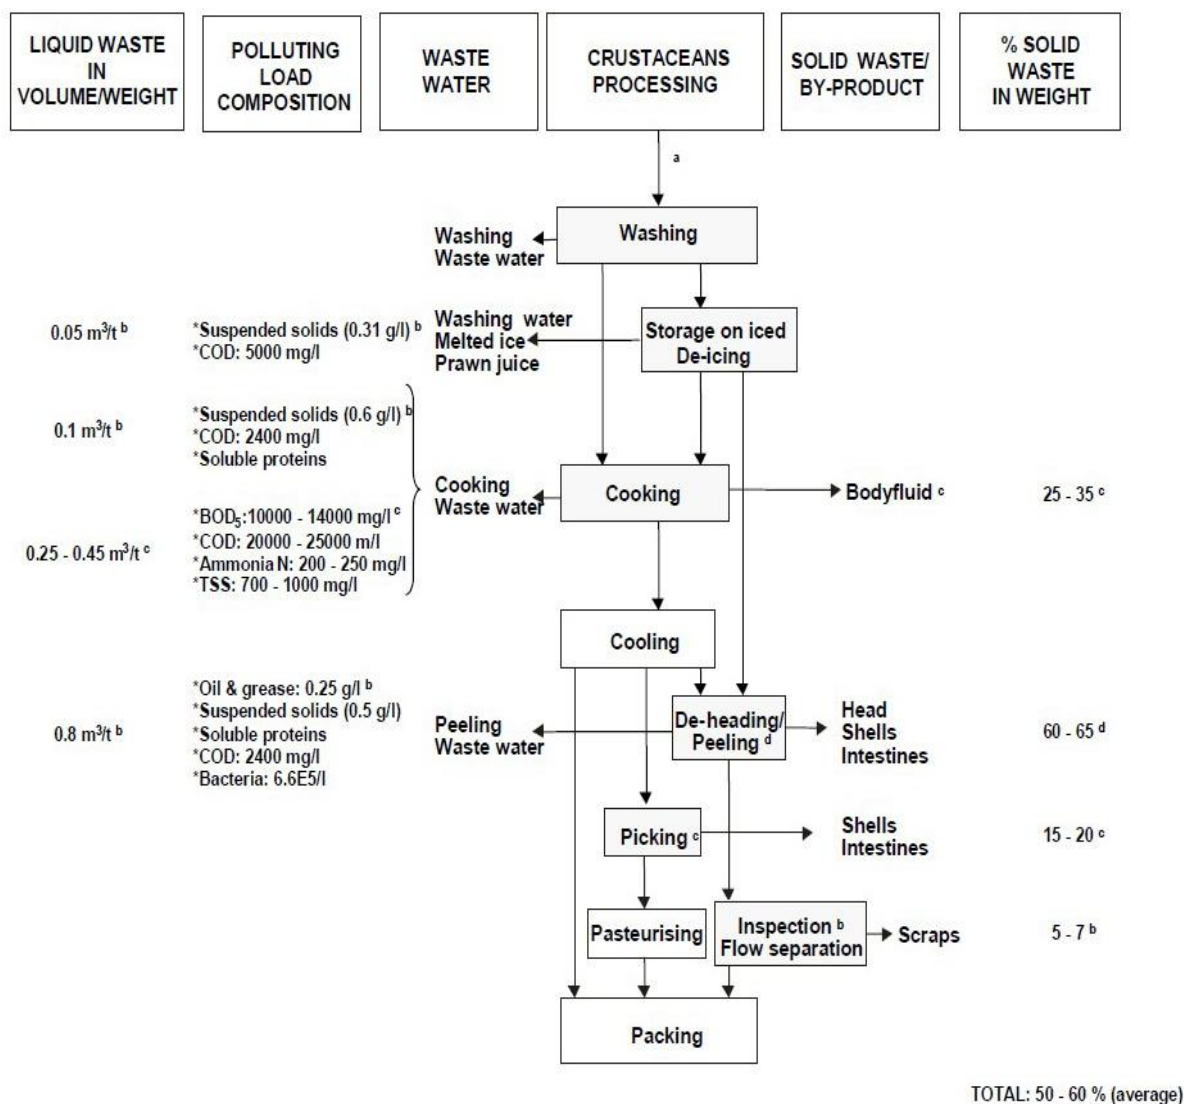 LIQUID WASTE
IN
VOLUME/WEIGHT
POLLUTING
LOAD
COMPOSITION
WASTE
WATER
CRUSTACEANS
PROCESSING
SOLID WASTE/
BY-PRODUCT
% SOLID
WASTE
IN WEIGHT
a
Washing
Waste water
Washing
0.05 m³/t b
*Suspended solids (0.31 g/l) b
*COD: 5000 mg/l
Washing water
Melted ice
Prawn juice
Storage on iced
De-icing
0.1 m³/t b
*Suspended solids (0.6 g/l) b
*COD: 2400 mg/l
*Soluble proteins
0.25 - 0.45 m³/t c
*BOD₅:10000 - 14000 mg/l c
*COD: 20000 - 25000 m/l
*Ammonia N: 200 - 250 mg/l
*TSS: 700 - 1000 mg/l
Cooking
Waste water
Cooking
Bodyfluid c
25 - 35 c
Cooling
0.8 m³/t b
*Oil & grease: 0.25 g/l b
*Suspended solids (0.5 g/l)
*Soluble proteins
*COD: 2400 mg/l
*Bacteria: 6.6E5/l
Peeling
Waste water
De-heading/
Peeling d
Head
Shells
Intestines
60 - 65 d
Picking c
Shells
Intestines
15 - 20 c
Pasteurising
Inspection b
Flow separation
Scraps
5 - 7 b
Packing
TOTAL: 50 - 60 % (average)